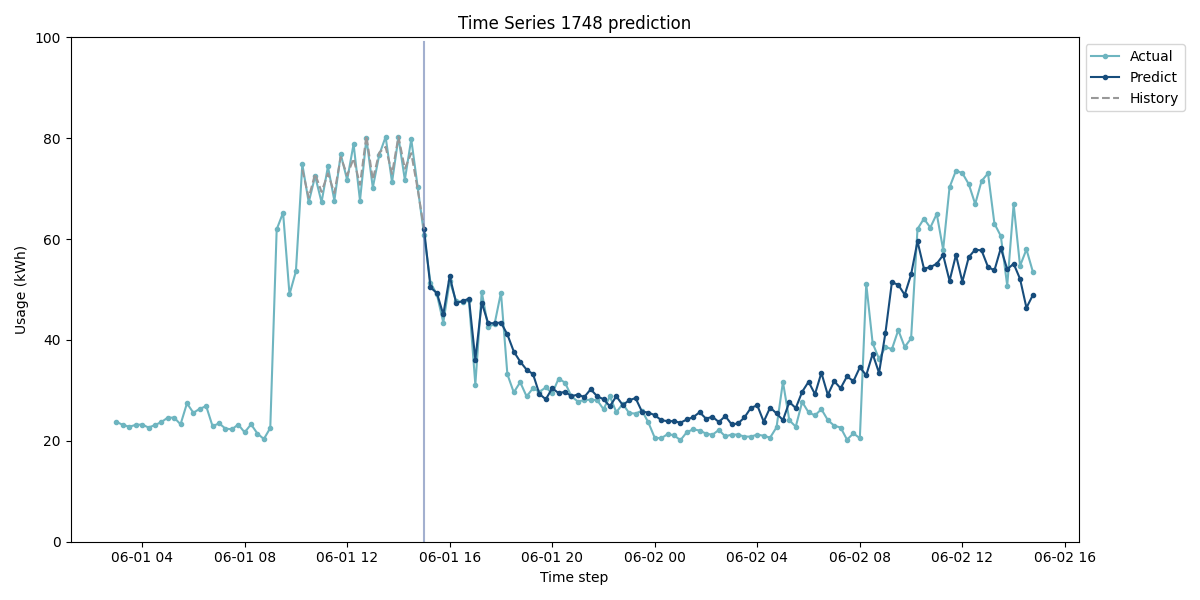 Time Series 1748 prediction
Usage (kWh)
100
80
60
40
20
0
06-01 04
06-01 08
06-01 12
06-01 16
06-01 20
06-02 00
06-02 04
06-02 08
06-02 12
06-02 16
Time step
Actual
Predict
History